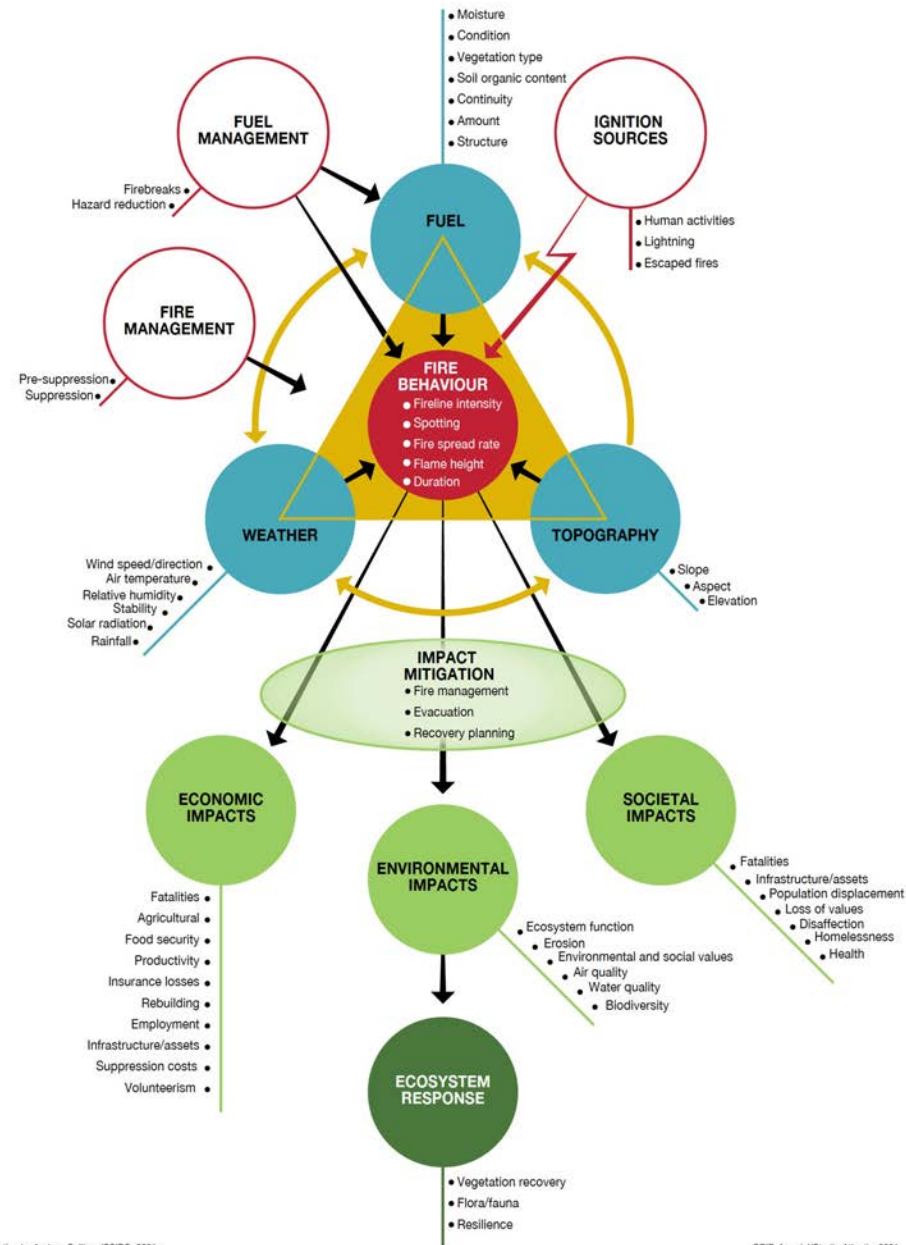 Moisture
Condition
Vegetation type
Soil organic content
Continuity
Amount
Structure
FUEL
MANAGEMENT
Firebreaks
Hazard reduction
IGNITION
SOURCES
Human activities
Lightning
Escaped fires
FUEL
FIRE
MANAGEMENT
Pre-suppression
Suppression
FIRE
BEHAVIOUR
Fireline intensity
Spotting
Fire spread rate
Flame height
Duration
WEATHER
Wind speed/direction
Air temperature
Relative humidity
Stability
Solar radiation
Rainfall
TOPOGRAPHY
Slope
Aspect
Elevation
IMPACT
MITIGATION
Fire management
Evacuation
Recovery planning
ECONOMIC
IMPACTS
Fatalities
Agricultural
Food security
Productivity
Insurance losses
Rebuilding
Employment
Infrastructure/assets
Suppression costs
Volunteerism
ENVIRONMENTAL
IMPACTS
Ecosystem function
Erosion
Environmental and social values
Air quality
Water quality
Biodiversity
SOCIETAL
IMPACTS
Fatalities
Infrastructure/assets
Population displacement
Loss of values
Disaffection
Homelessness
Health
ECOSYSTEM
RESPONSE
Vegetation recovery
Flora/fauna
Resilience